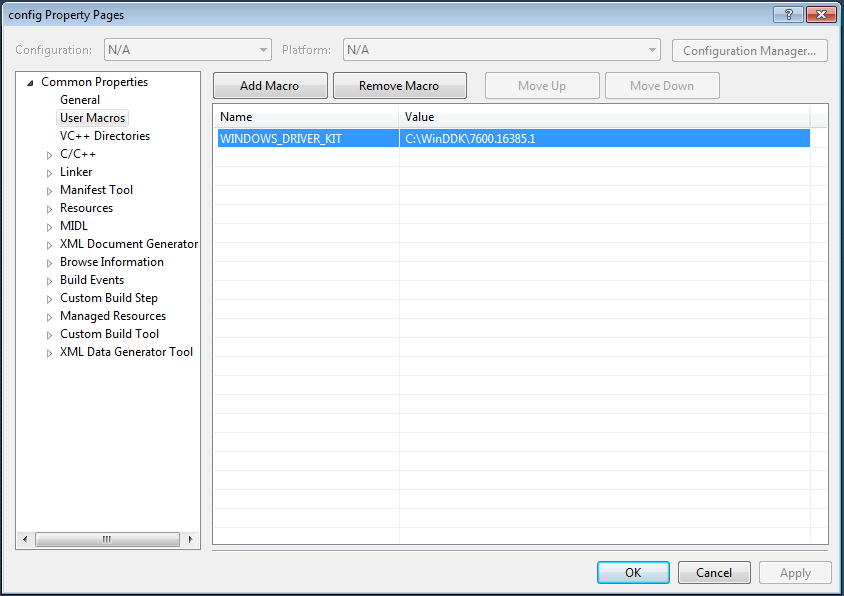 config Property Pages
Configuration: N/A Platform: N/A Configuration Manager...
Common Properties
General
User Macros
VC++ Directories
C/C++
Linker
Manifest Tool
Resources
MIDL
XML Document Generator
Browse Information
Build Events
Custom Build Step
Managed Resources
Custom Build Tool
XML Data Generator Tool
Add Macro Remove Macro Move Up Move Down
Name Value
WINDOWS_DRIVER_KIT C:\WinDDK\7600.16385.1
OK Cancel Apply